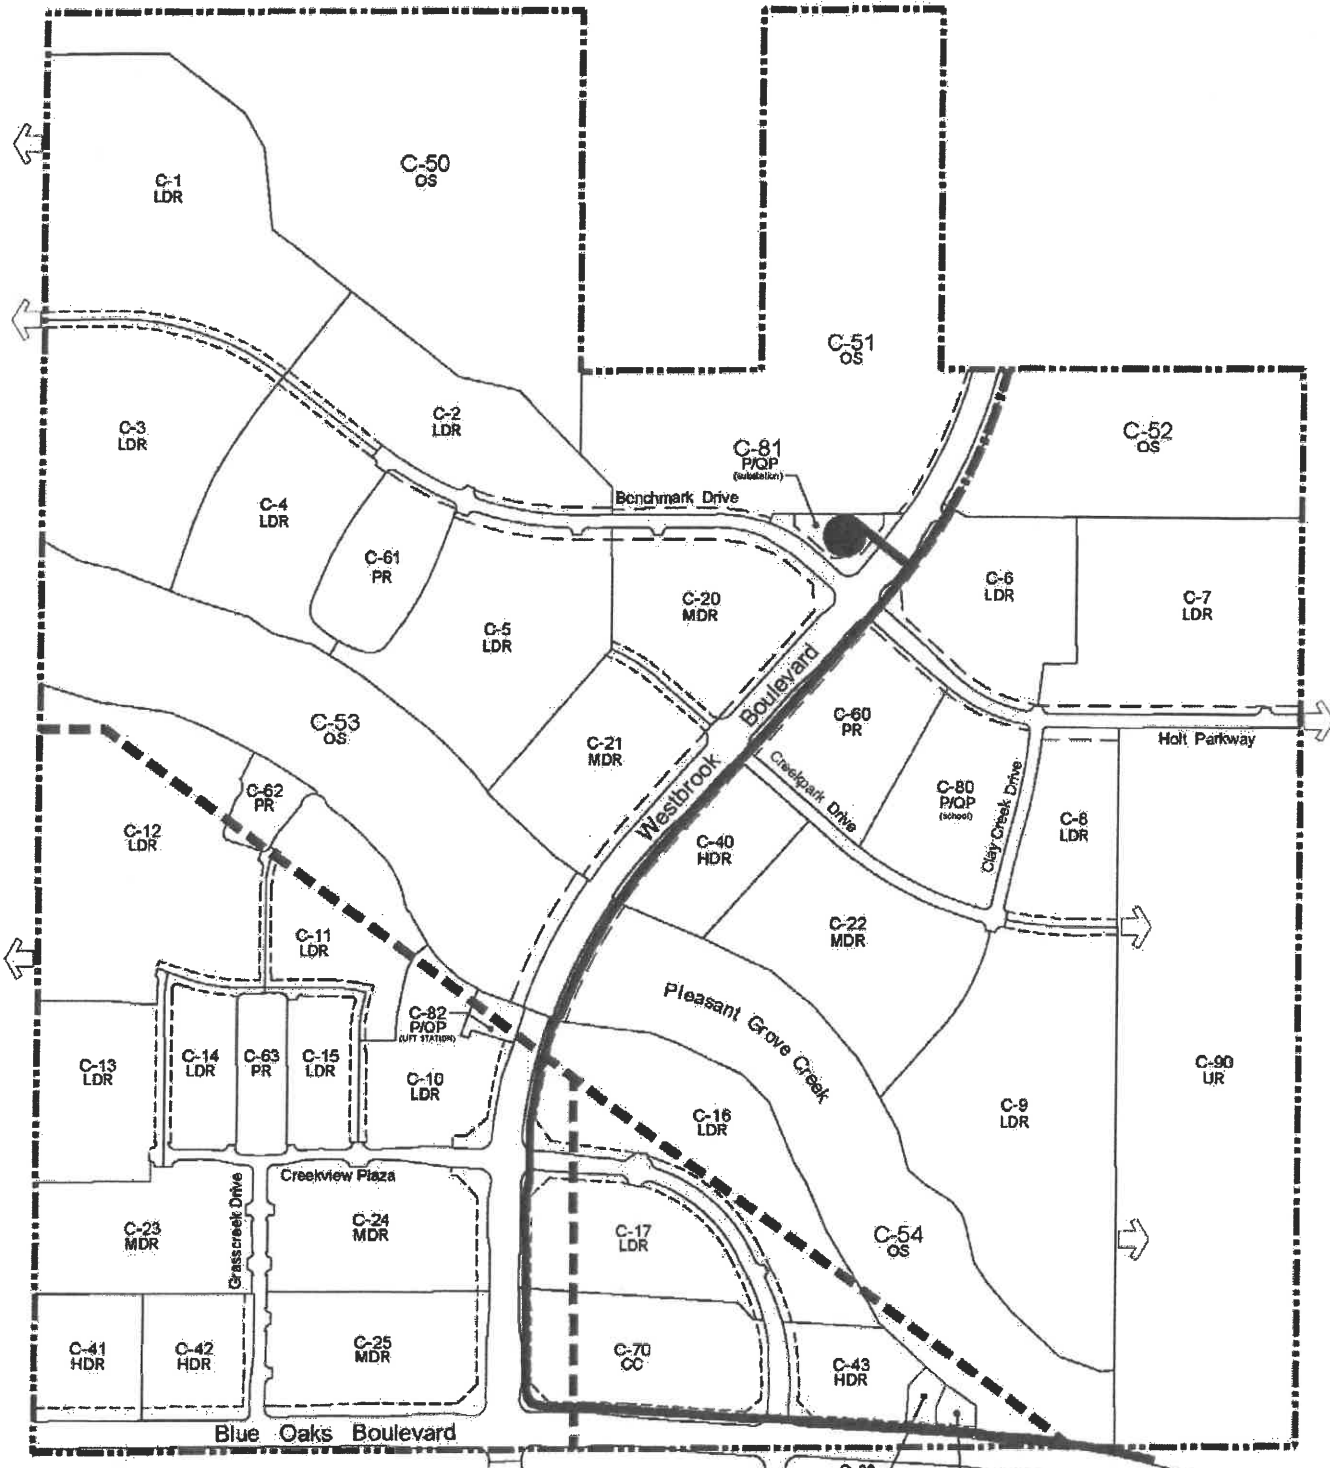 C-50
OS
C-1
LDR
C-51
OS
C-2
LDR
C-3
LDR
C-52
OS
C-81
P/QP
(substation)
Benchmark Drive
C-4
LDR
C-61
PR
C-6
LDR
C-7
LDR
C-20
MDR
C-5
LDR
Westbrook Boulevard
C-53
OS
C-60
PR
C-21
MDR
Holt Parkway
Creekpark Drive
C-62
PR
C-80
P/QP
(school)
Clay Creek Drive
C-8
LDR
C-12
LDR
C-40
HDR
C-22
MDR
C-11
LDR
Pleasant Grove Creek
C-82
P/QP
(LIFT STATION)
C-13
LDR
C-14
LDR
C-63
PR
C-15
LDR
C-10
LDR
C-90
UR
C-16
LDR
C-9
LDR
Creekview Plaza
Grasscreek Drive
C-23
MDR
C-24
MDR
C-17
LDR
C-54
OS
C-41
HDR
C-42
HDR
C-25
MDR
C-70
CC
C-43
HDR
Blue Oaks Boulevard